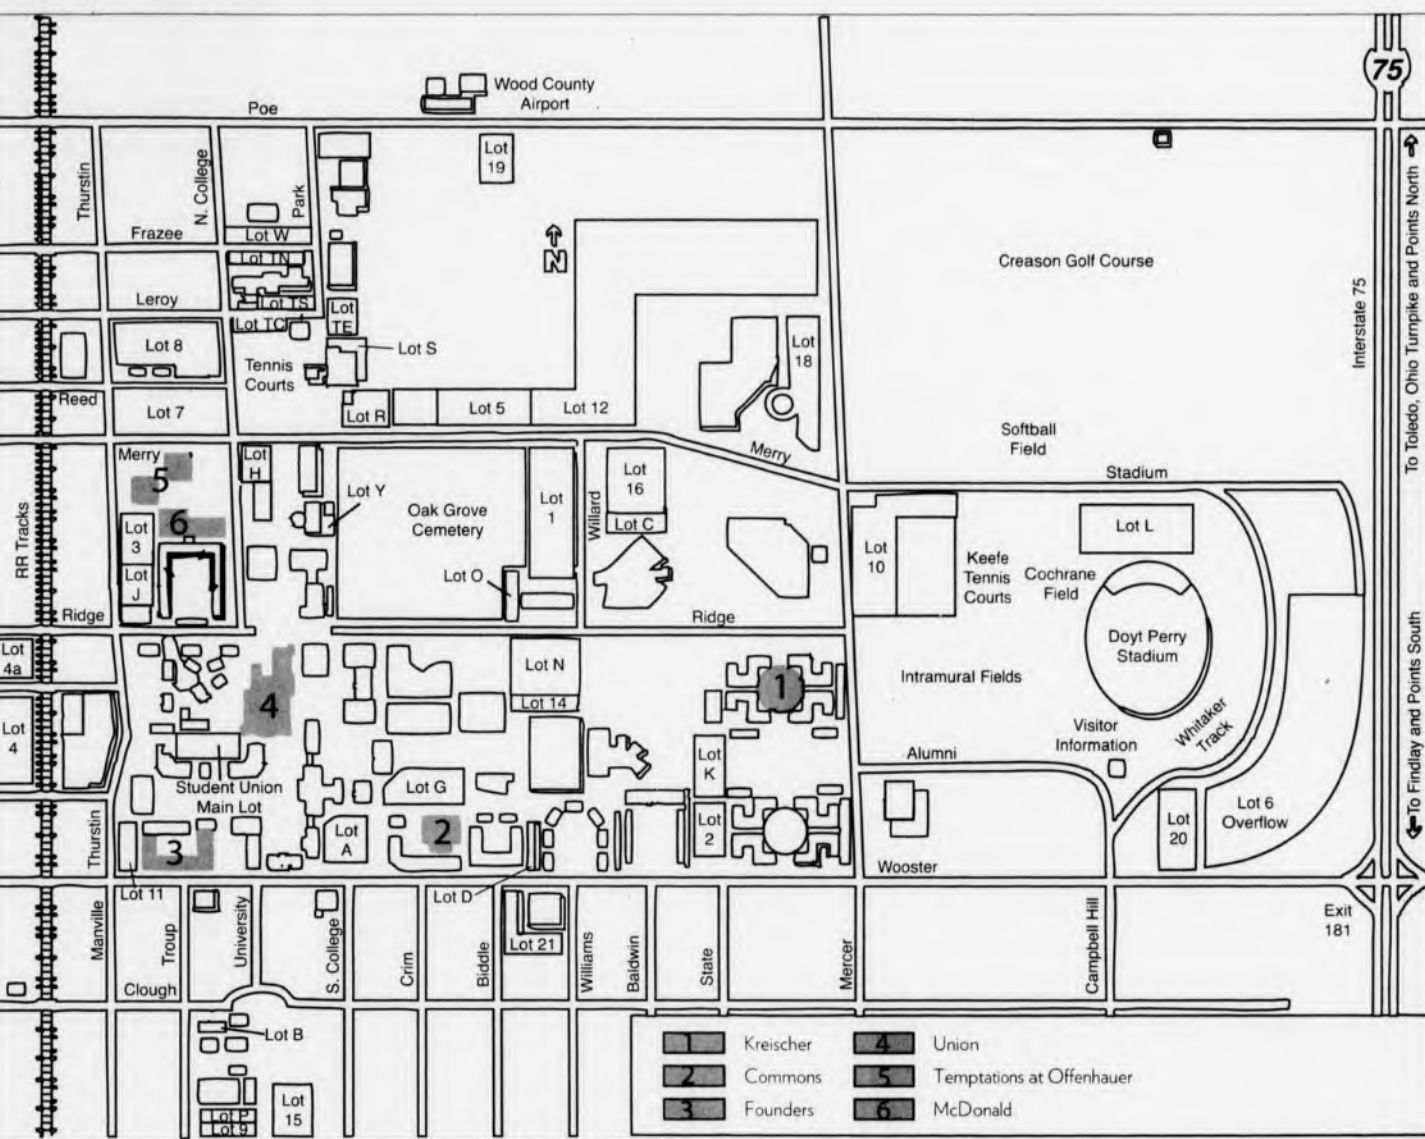 75
Wood County
Airport
Poe
Lot
19
Thurstin
N. College
Park
To Toledo, Ohio Turnpike and Points North
Frazee
Lot W
N
Lot TN
Creason Golf Course
Leroy
Lot TS
Lot
TE
Lot TC
Interstate 75
Lot 8
Lot S
Lot
18
Tennis
Courts
Reed
Lot 7
Lot R
Lot 5
Lot 12
Softball
Field
Merry
Merry
Stadium
5
Lot
H
Lot Y
Lot
16
Oak Grove
Cemetery
Lot
1
Willard
Lot C
Lot L
6
Lot
3
RR Tracks
Lot
10
Keefe
Tennis
Courts
Cochrane
Field
Lot
J
Lot O
Ridge
Ridge
Doyt Perry
Stadium
Lot
4a
Lot N
1
Intramural Fields
4
Lot 14
Lot
4
Visitor
Information
Whitaker
Track
Alumni
Lot
K
Student Union
Main Lot
Lot G
Lot 6
Overflow
To Findlay and Points South
Thurstin
3
Lot
A
2
Lot
2
Lot
20
Wooster
Lot 11
Lot D
Exit
181
Manville
Troup
University
S. College
Crim
Biddle
Lot 21
Williams
Baldwin
State
Mercer
Campbell Hill
Clough
Lot B
Lot
15
Lot P
Lot 9
1 Kreischer
2 Commons
3 Founders
4 Union
5 Temptations at Offenhauer
6 McDonald